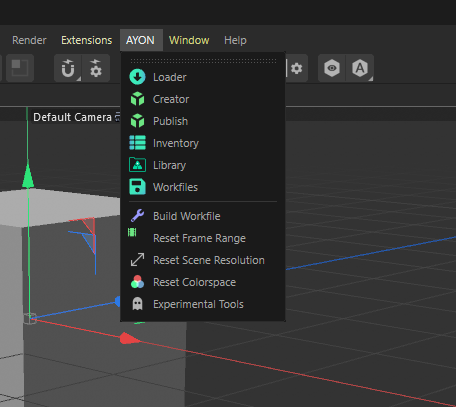 Render Extensions AYON Window Help
Default Camera
Loader
Creator
Publish
Inventory
Library
Workfiles
Build Workfile
Reset Frame Range
Reset Scene Resolution
Reset Colorspace
Experimental Tools